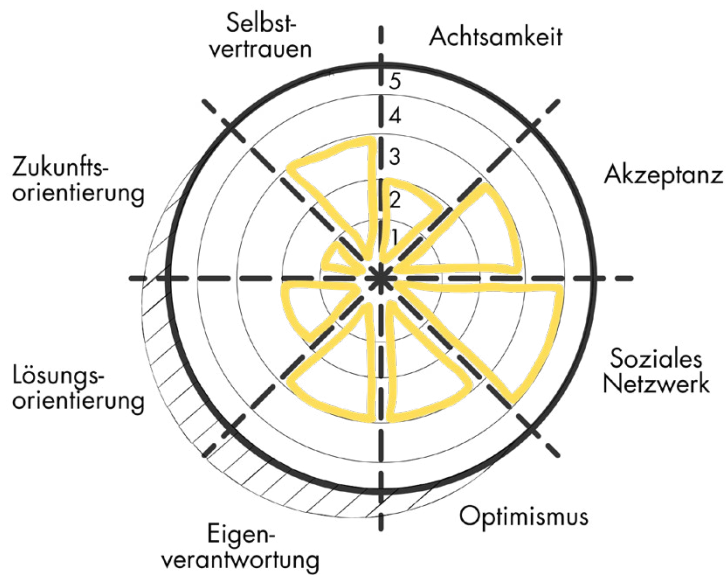 Selbst-
vertrauen
Achtsamkeit
5
4
3
2
1
Zukunfts-
orientierung
Akzeptanz
Lösungs-
orientierung
Soziales
Netzwerk
Eigen-
verantwortung
Optimismus